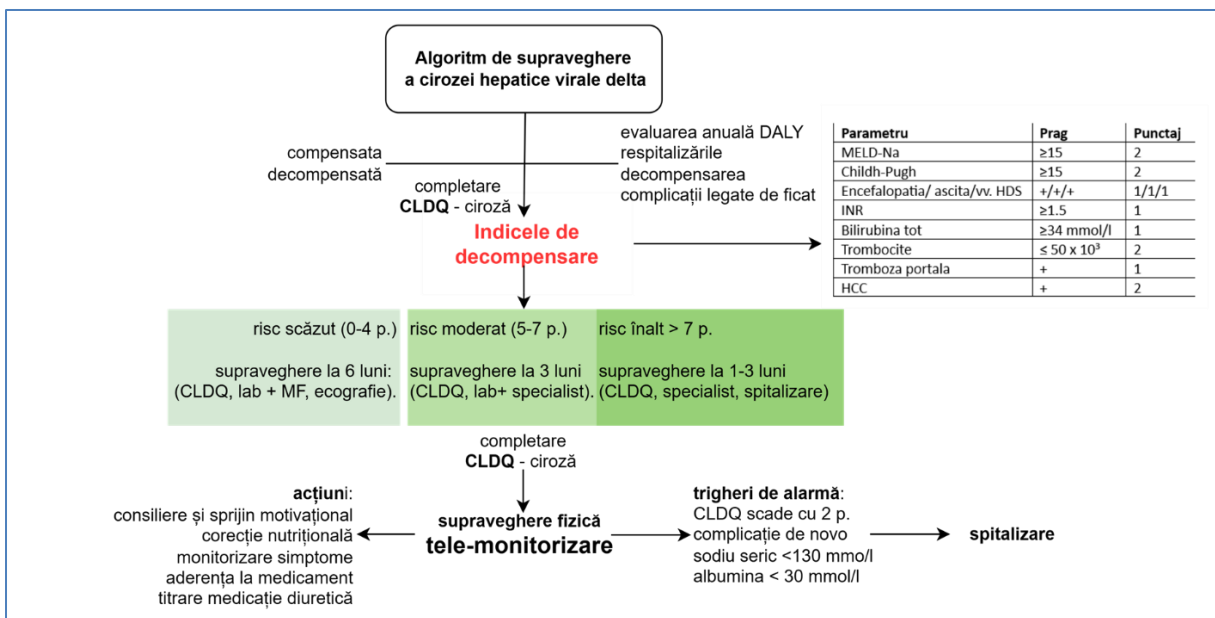 Algoritm de supraveghere
a cirozei hepatice virale delta
compensata
decompensată
evaluarea anuală DALY
respitalizările
decompensarea
complicații legate de ficat
completare
CLDQ - ciroză
Indicele de
decompensare
Parametru Prag Punctaj
MELD-Na ≥15 2
Childh-Pugh ≥15 2
Encefalopatia/ ascita/vv. HDS +/+/+ 1/1/1
INR ≥1.5 1
Bilirubina tot ≥34 mmol/l 1
Trombocite ≤ 50 x 10³ 2
Tromboza portala + 1
HCC + 2
risc scăzut (0-4 p.)
supraveghere la 6 luni:
(CLDQ, lab + MF, ecografie).
risc moderat (5-7 p.)
supraveghere la 3 luni
(CLDQ, lab+ specialist).
risc înalt > 7 p.
supraveghere la 1-3 luni
(CLDQ, specialist, spitalizare)
completare
CLDQ - ciroză
acțiuni:
consiliere și sprijin motivațional
corecție nutrițională
monitorizare simptome
aderența la medicament
titrare medicație diuretică
supraveghere fizică
tele-monitorizare
trigheri de alarmă:
CLDQ scade cu 2 p.
complicație de novo
sodiu seric <130 mmo/l
albumina < 30 mmol/l
spitalizare